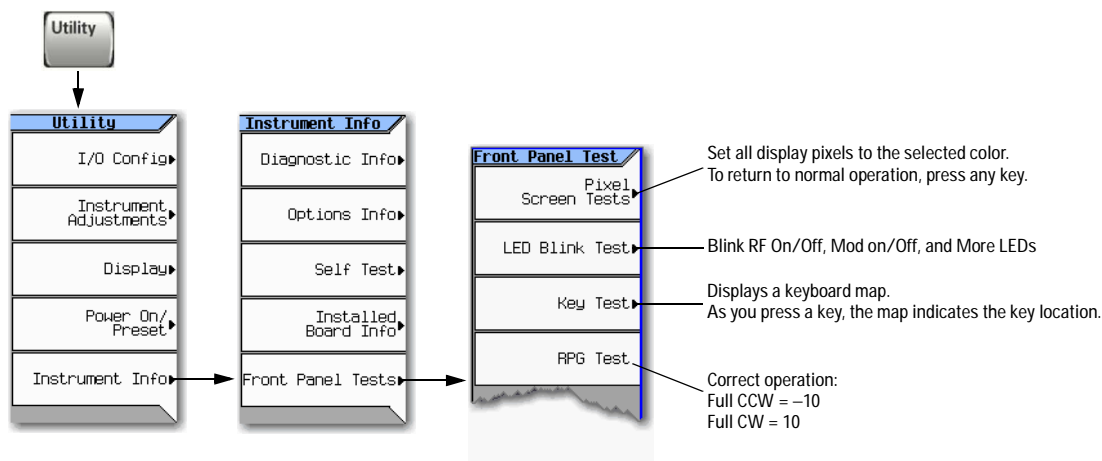 Utility
Utility
I/O Config
Instrument
Adjustments
Display
Power On/
Preset
Instrument Info
Instrument Info
Diagnostic Info
Options Info
Self Test
Installed
Board Info
Front Panel Tests
Front Panel Test
Pixel
Screen Tests
LED Blink Test
Key Test
RPG Test
Set all display pixels to the selected color.
To return to normal operation, press any key.
Blink RF On/Off, Mod on/Off, and More LEDs
Displays a keyboard map.
As you press a key, the map indicates the key location.
Correct operation:
Full CCW = –10
Full CW = 10